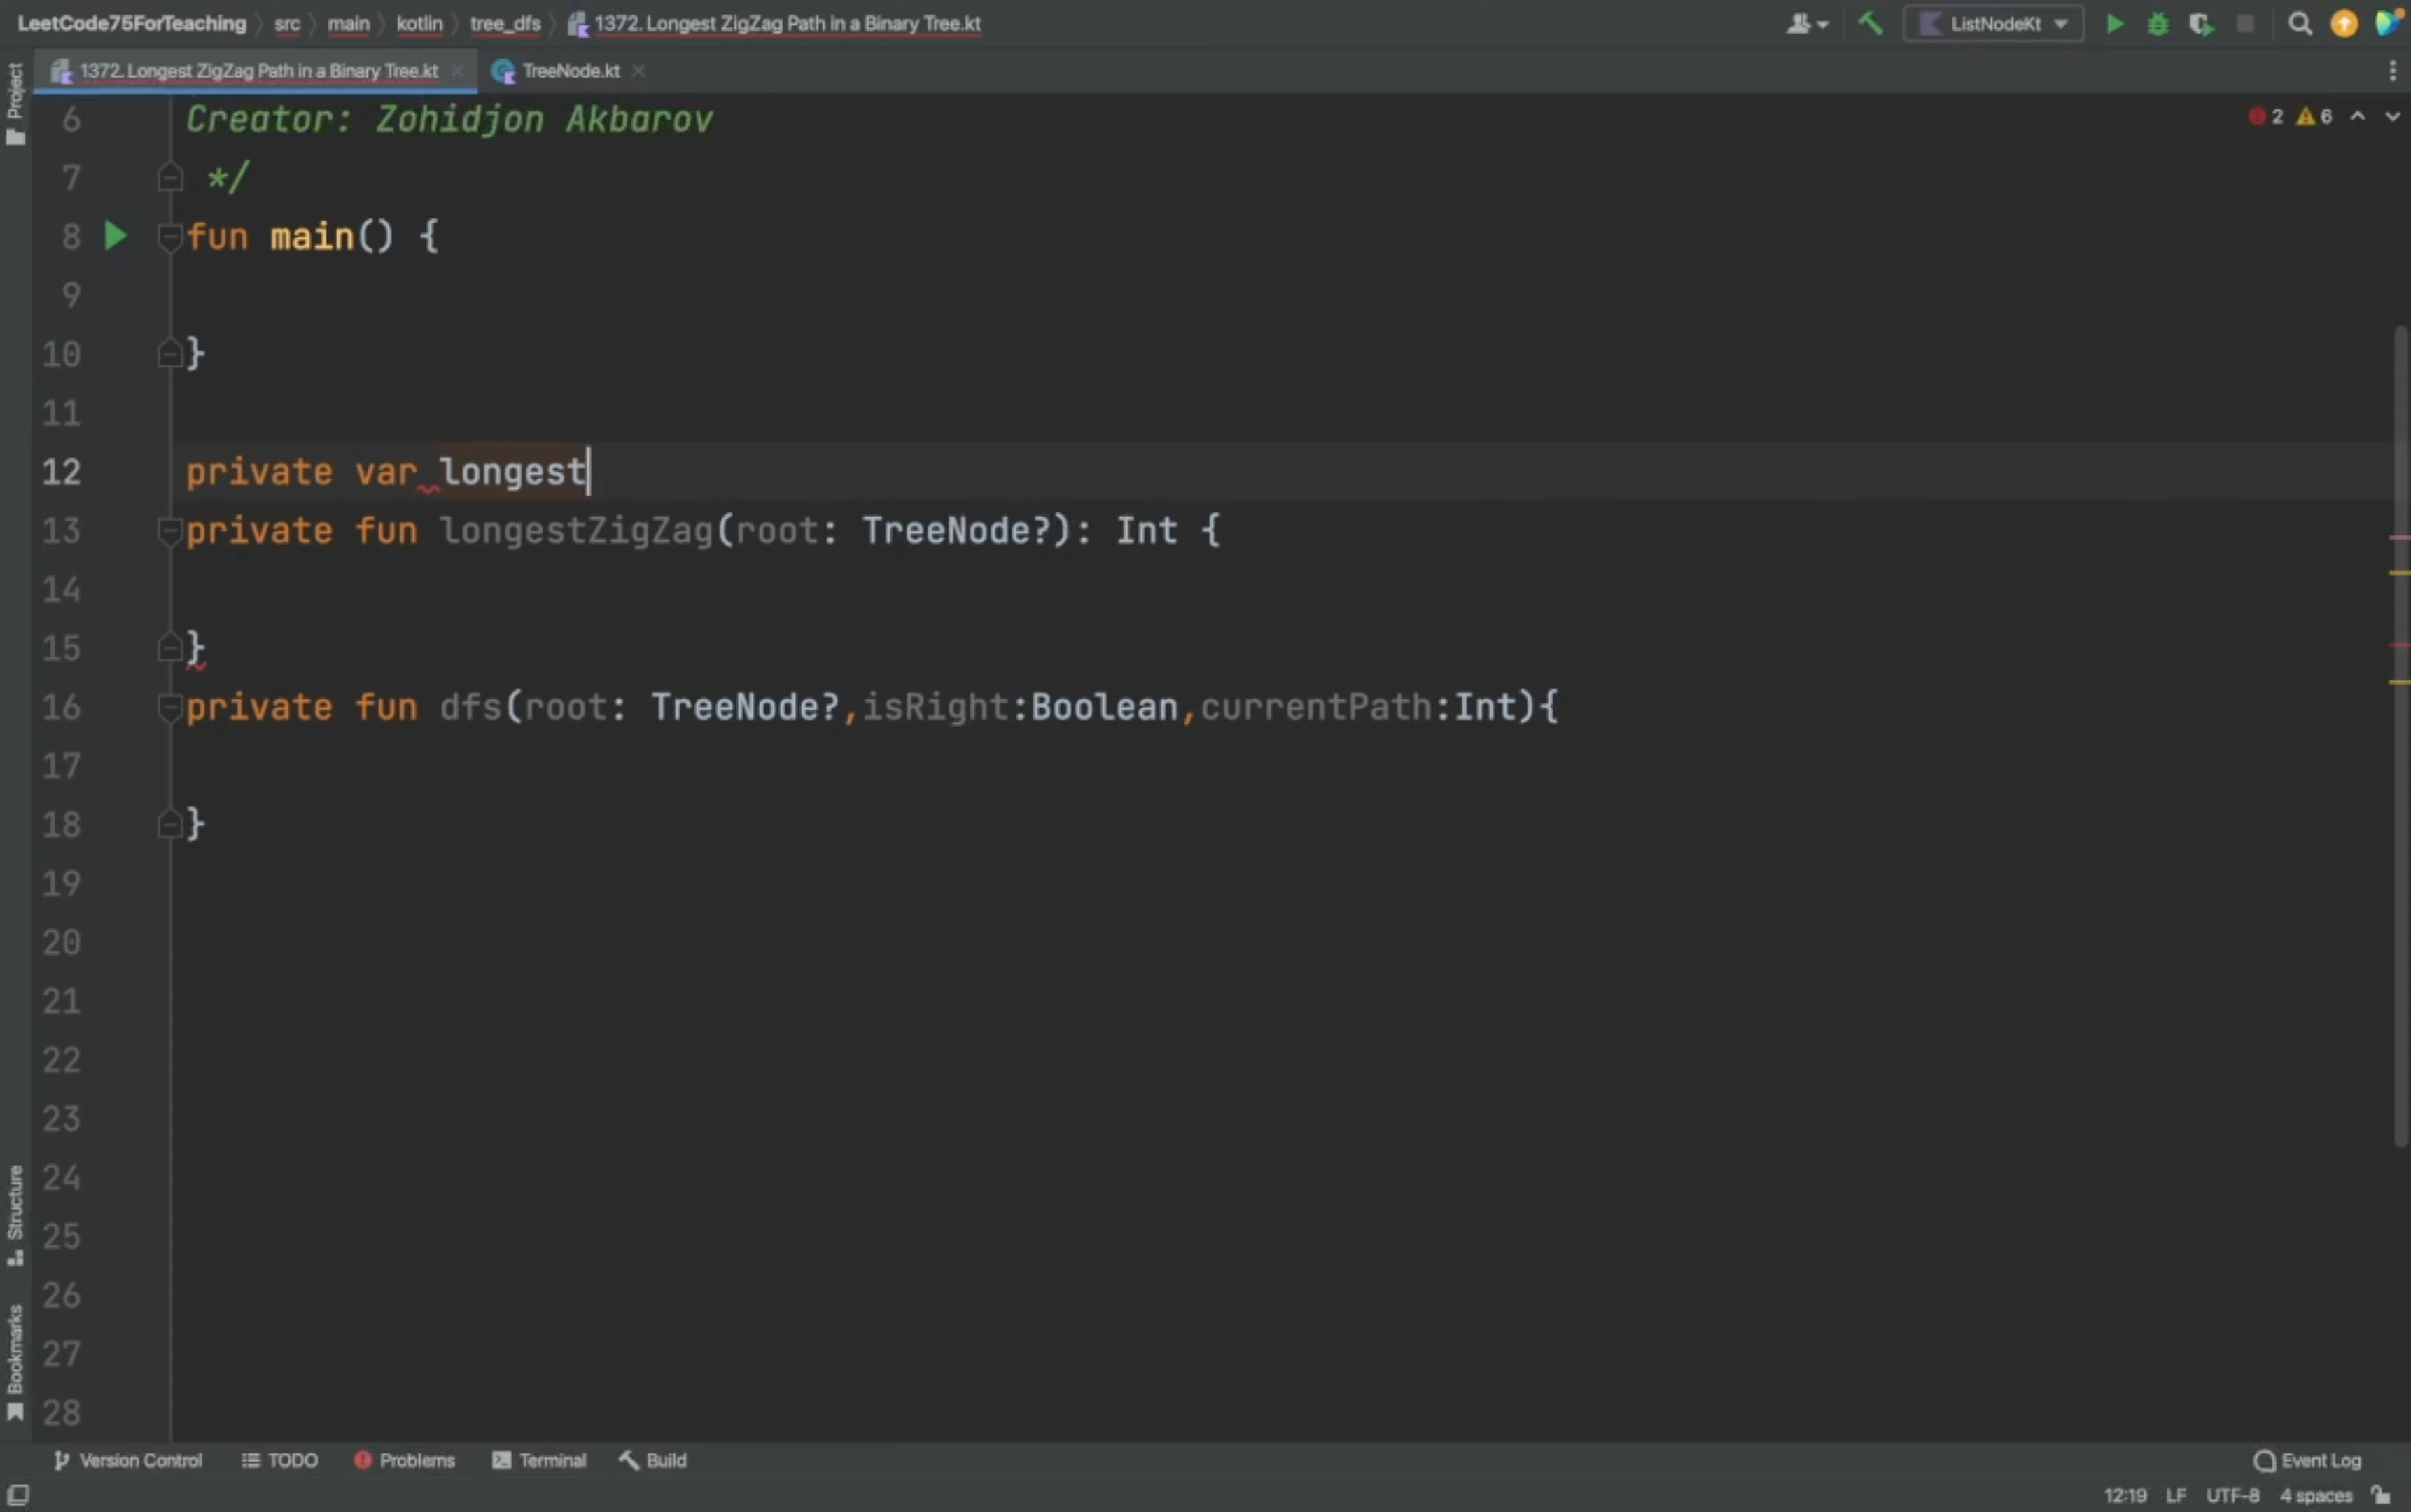 LeetCode75ForTeaching src main kotlin tree_dfs 1372. Longest ZigZag Path in a Binary Tree.kt ListNodeKt
1372. Longest ZigZag Path in a Binary Tree.kt TreeNode.kt
Project
2 6
6 Creator: Zohidjon Akbarov
7 */
8 fun main() {
9
10 }
11
12 private var longest
13 private fun longestZigZag(root: TreeNode?): Int {
14
15 }
16 private fun dfs(root: TreeNode?,isRight:Boolean,currentPath:Int){
17
18 }
19
20
21
22
23
24
25
26
27
28
Structure
Bookmarks
Version Control TODO Problems Terminal Build Event Log
12:19 LF UTF-8 4 spaces